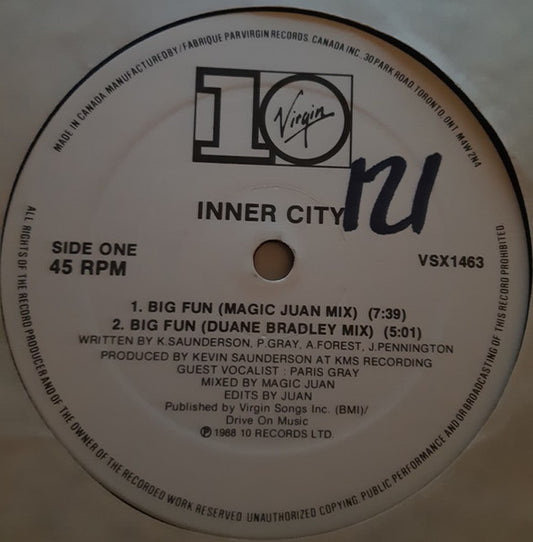 MADE IN CANADA MANUFACTURED BY / FABRIQUE PAR VIRGIN RECORDS, CANADA INC. 30 PARK ROAD, TORONTO, ONT. M4W 2N4
10
Virgin
INNER CITY
121
SIDE ONE
45 RPM
VSX1463
1. BIG FUN (MAGIC JUAN MIX) (7:39)
2. BIG FUN (DUANE BRADLEY MIX) (5:01)
WRITTEN BY K.SAUNDERSON, P.GRAY, A.FOREST, J.PENNINGTON
PRODUCED BY KEVIN SAUNDERSON AT KMS RECORDING
GUEST VOCALIST : PARIS GRAY
MIXED BY MAGIC JUAN
EDITS BY JUAN
Published by Virgin Songs Inc. (BMI)/
Drive On Music
℗ 1988 10 RECORDS LTD.
ALL RIGHTS OF THE RECORD PRODUCER AND OF THE OWNER OF THE RECORDED WORK RESERVED. UNAUTHORIZED COPYING, PUBLIC PERFORMANCE AND/OR BROADCASTING OF THIS RECORD PROHIBITED.